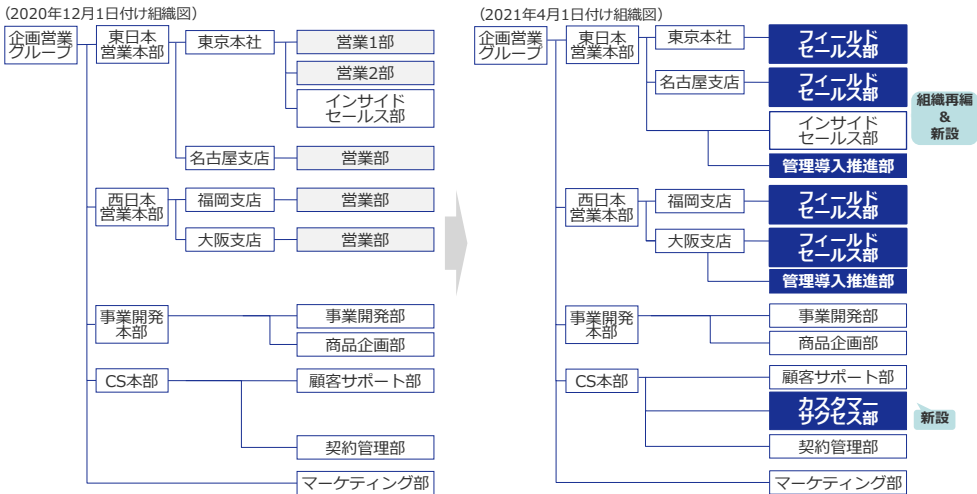 (2020年12月1日付け組織図)
企画営業
グループ
東日本
営業本部
東京本社
営業1部
営業2部
インサイド
セールス部
名古屋支店
営業部
西日本
営業本部
福岡支店
営業部
大阪支店
営業部
事業開発
本部
事業開発部
商品企画部
CS本部
顧客サポート部
契約管理部
マーケティング部
(2021年4月1日付け組織図)
企画営業
グループ
東日本
営業本部
東京本社
フィールド
セールス部
名古屋支店
フィールド
セールス部
インサイド
セールス部
管理導入推進部
組織再編
&
新設
西日本
営業本部
福岡支店
フィールド
セールス部
大阪支店
フィールド
セールス部
管理導入推進部
事業開発
本部
事業開発部
商品企画部
CS本部
顧客サポート部
カスタマー
サクセス部
新設
契約管理部
マーケティング部